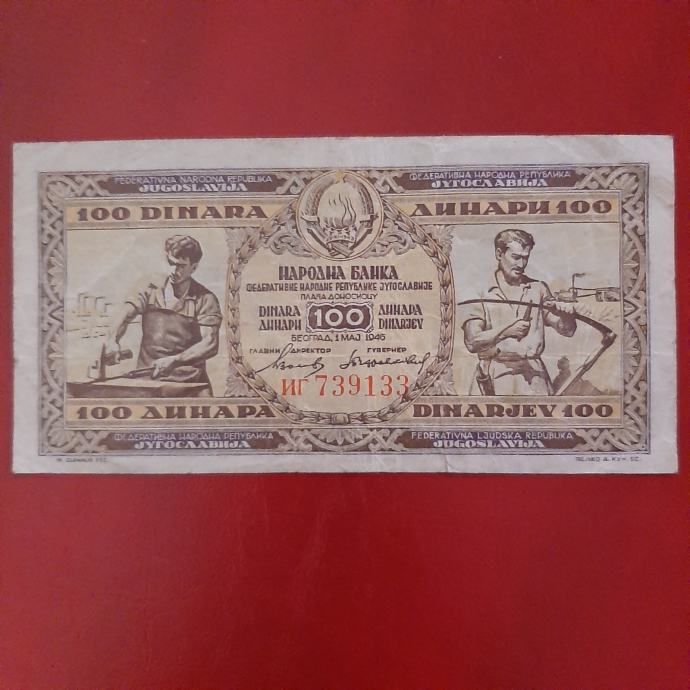 FEDERATIVNA NARODNA REPUBLIKA
JUGOSLAVIJA
ФЕДЕРАТИВНА НАРОДНА РЕПУБЛИКА
ЈУГОСЛАВИЈА
100 DINARA
ДИНАРИ 100
НАРОДНА БАНКА
ФЕДЕРАТИВНЕ НАРОДНЕ РЕПУБЛИКЕ ЈУГОСЛАВИЈЕ
ПЛАЋА ДОНОСИОЦУ
DINARA
ДИНАРИ
100
ДИНАРА
DINARJEV
БЕОГРАД, 1 МАЈ 1946
ГЛАВНИ ДИРЕКТОР
ГУВЕРНЕР
ИГ 739133
100 ДИНАРА
DINARJEV 100
ФЕДЕРАТИВНА НАРОДНА РЕПУБЛИКА
ЈУГОСЛАВИЈА
FEDERATIVNA LJUDSKA REPUBLIKA
JUGOSLAVIJA